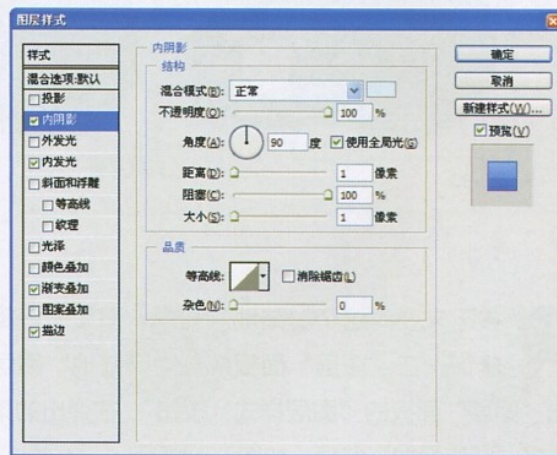 图层样式
样式
混合选项:默认
投影
内阴影
外发光
内发光
斜面和浮雕
等高线
纹理
光泽
颜色叠加
渐变叠加
图案叠加
描边
内阴影
结构
混合模式(B): 正常
不透明度(O): 100 %
角度(A): 90 度 使用全局光(G)
距离(D): 1 像素
阻塞(C): 100 %
大小(S): 1 像素
品质
等高线: 消除锯齿(L)
杂色(N): 0 %
确定
取消
新建样式(W)...
预览(V)